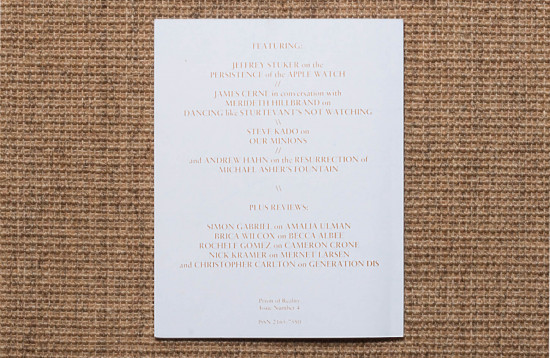 FEATURING:
JEFFREY STUKER on the
PERSISTENCE of the APPLE WATCH
//
JAMES CERNE in conversation with
MERIDETH HILLBRAND on
DANCING like STURTEVANT'S NOT WATCHING
\\
STEVE KADO on
OUR MINIONS
//
and ANDREW HAHN on the RESURRECTION of
MICHAEL ASHER'S FOUNTAIN
\\
PLUS REVIEWS:
SIMON GABRIEL on AMALIA ULMAN
BRICA WILCOX on BECCA ALBEE
ROCHELE GOMEZ on CAMERON CRONE
NICK KRAMER on MERNET LARSEN
and CHRISTOPHER CARLTON on GENERATION DIS
Prism of Reality
Issue Number 4
ISSN